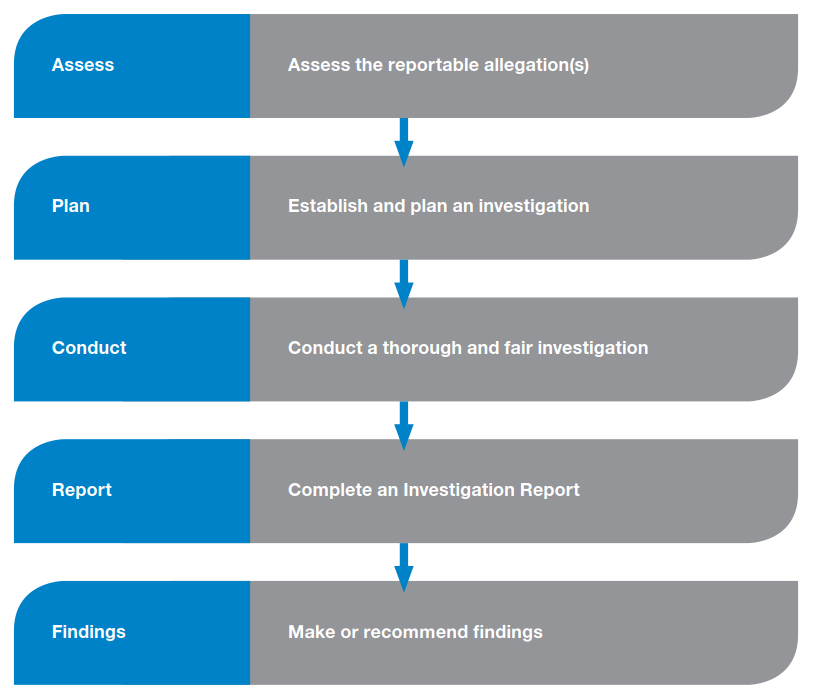 Assess
Assess the reportable allegation(s)
Plan
Establish and plan an investigation
Conduct
Conduct a thorough and fair investigation
Report
Complete an Investigation Report
Findings
Make or recommend findings